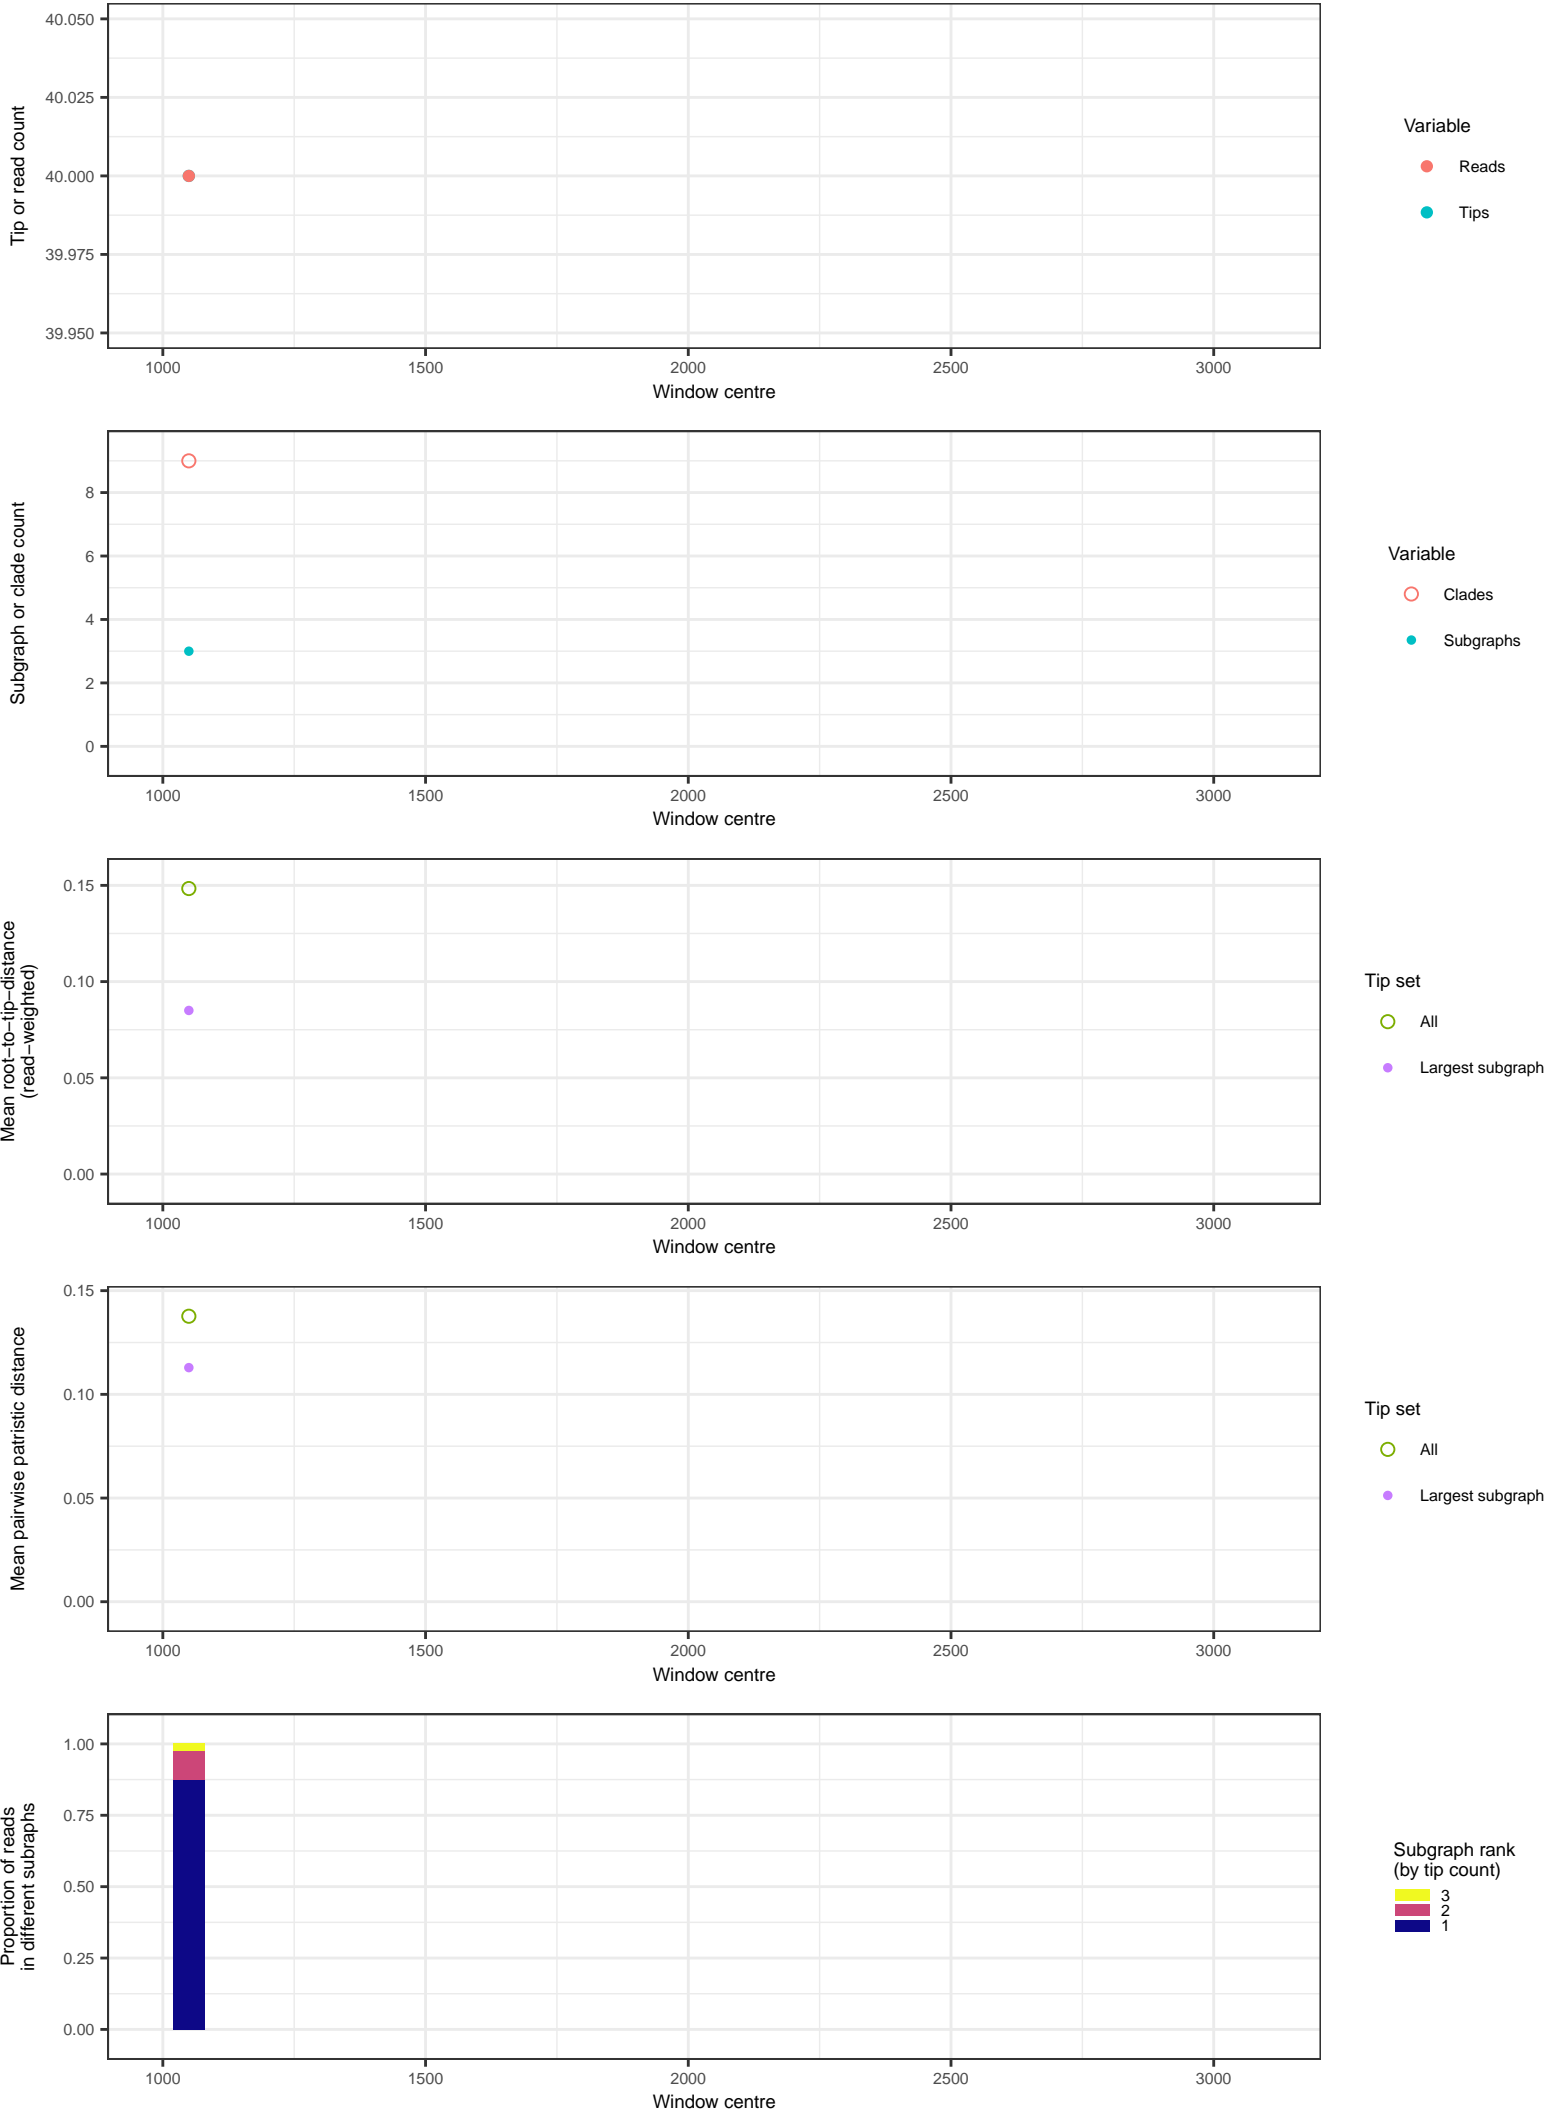 40.050
40.025
40.000
39.975
39.950
Tip or read count
1000 1500 2000 2500 3000
Window centre
Variable
Reads
Tips
8
6
4
2
0
Subgraph or clade count
1000 1500 2000 2500 3000
Window centre
Variable
Clades
Subgraphs
0.15
0.10
0.05
0.00
Mean root−to−tip−distance
(read−weighted)
1000 1500 2000 2500 3000
Window centre
Tip set
All
Largest subgraph
0.15
0.10
0.05
0.00
Mean pairwise patristic distance
1000 1500 2000 2500 3000
Window centre
Tip set
All
Largest subgraph
1.00
0.75
0.50
0.25
0.00
Proportion of reads
in different subraphs
1000 1500 2000 2500 3000
Window centre
Subgraph rank
(by tip count)
3
2
1